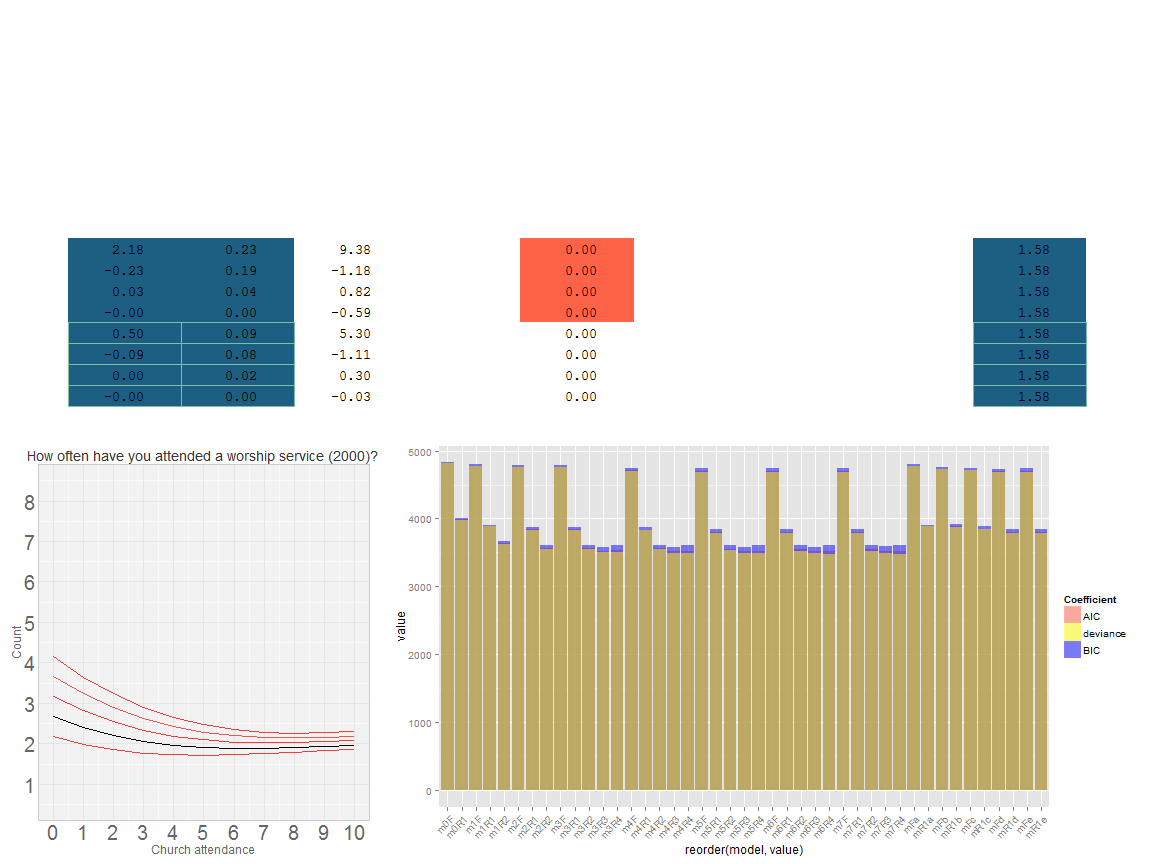 2.18 0.23 9.38 0.00 1.58
-0.23 0.19 -1.18 0.00 1.58
0.03 0.04 0.82 0.00 1.58
-0.00 0.00 -0.59 0.00 1.58
0.50 0.09 5.30 0.00 1.58
-0.09 0.08 -1.11 0.00 1.58
0.00 0.02 0.30 0.00 1.58
-0.00 0.00 -0.03 0.00 1.58
How often have you attended a worship service (2000)?
8
7
6
5
4
3
2
1
Count
0 1 2 3 4 5 6 7 8 9 10
Church attendance
5000
4000
3000
2000
1000
0
value
m0F m0R1 m1F m1R1 m1R2 m2F m2R1 m2R2 m3F m3R1 m3R2 m3R3 m3R4 m4F m4R1 m4R2 m4R3 m4R4 m5F m5R1 m5R2 m5R3 m5R4 m6F m6R1 m6R2 m6R3 m6R4 m7F m7R1 m7R2 m7R3 m7R4 mFa mR1a mFb mR1b mFc mR1c mFd mR1d mFe mR1e
reorder(model, value)
Coefficient
AIC
deviance
BIC